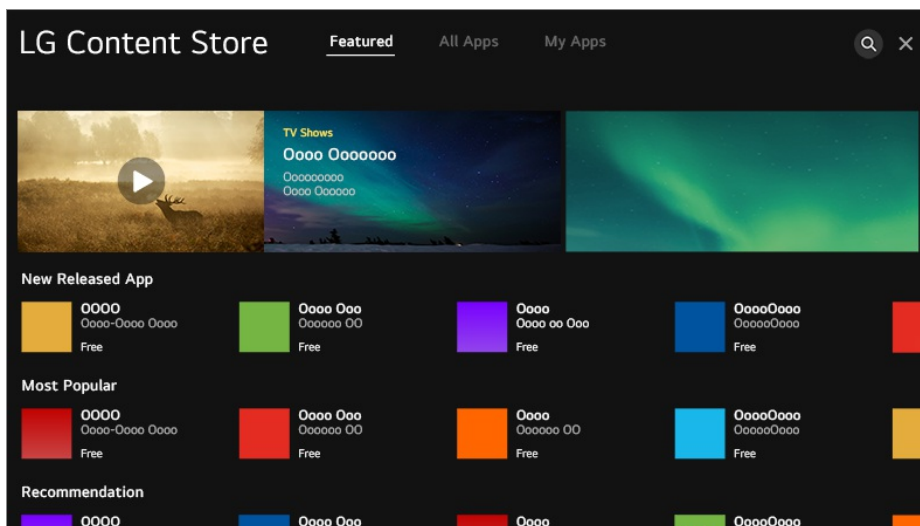 LG Content Store
Featured
All Apps
My Apps
TV Shows
Oooo Ooooooo
Ooooooooo
Oooo Oooooo
New Released App
OOOO
Oooo-Oooo Oooo
Free
Oooo Ooo
Oooooo OO
Free
Oooo
Oooo oo Ooo
Free
OoooOooo
OooooOooo
Free
Most Popular
OOOO
Oooo-Oooo Oooo
Free
Oooo Ooo
Oooooo OO
Free
Oooo
Oooooo OO
Free
OoooOooo
OooooOooo
Free
Recommendation
OOOO
Oooo Ooo
Oooo
OoooOooo